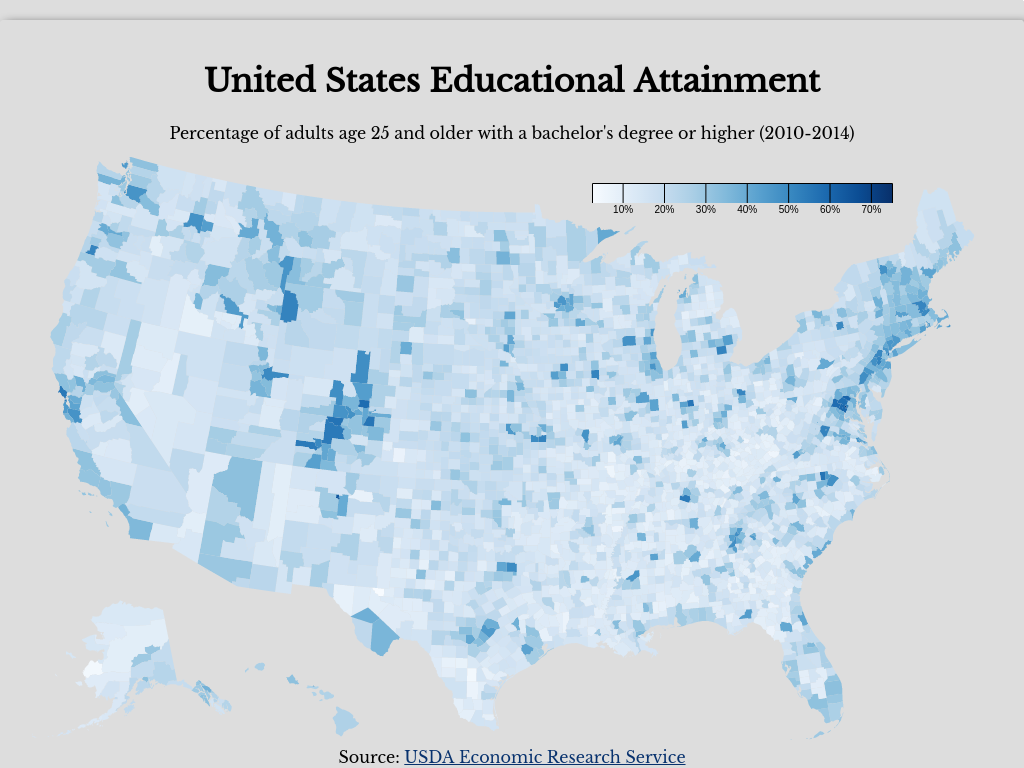 United States Educational Attainment
Percentage of adults age 25 and older with a bachelor's degree or higher (2010-2014)
10% 20% 30% 40% 50% 60% 70%
Source: USDA Economic Research Service